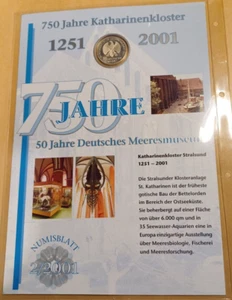 750 Jahre Katharinenkloster
1251 2001
750
JAHRE
50 Jahre Deutsches Meeresmuseum
Katharinenkloster Stralsund
1251 – 2001
Die Stralsunder Klosteranlage
St. Katharinen ist der früheste
gotische Bau der Bettelorden
im Bereich der Ostseeküste.
Sie beherbergt auf einer Fläche
von über 6.000 qm und in
35 Seewasser-Aquarien eine in
Europa einzigartige Ausstellung
über Meeresbiologie, Fischerei
und Meeresforschung.
NUMISBLATT
2/2001